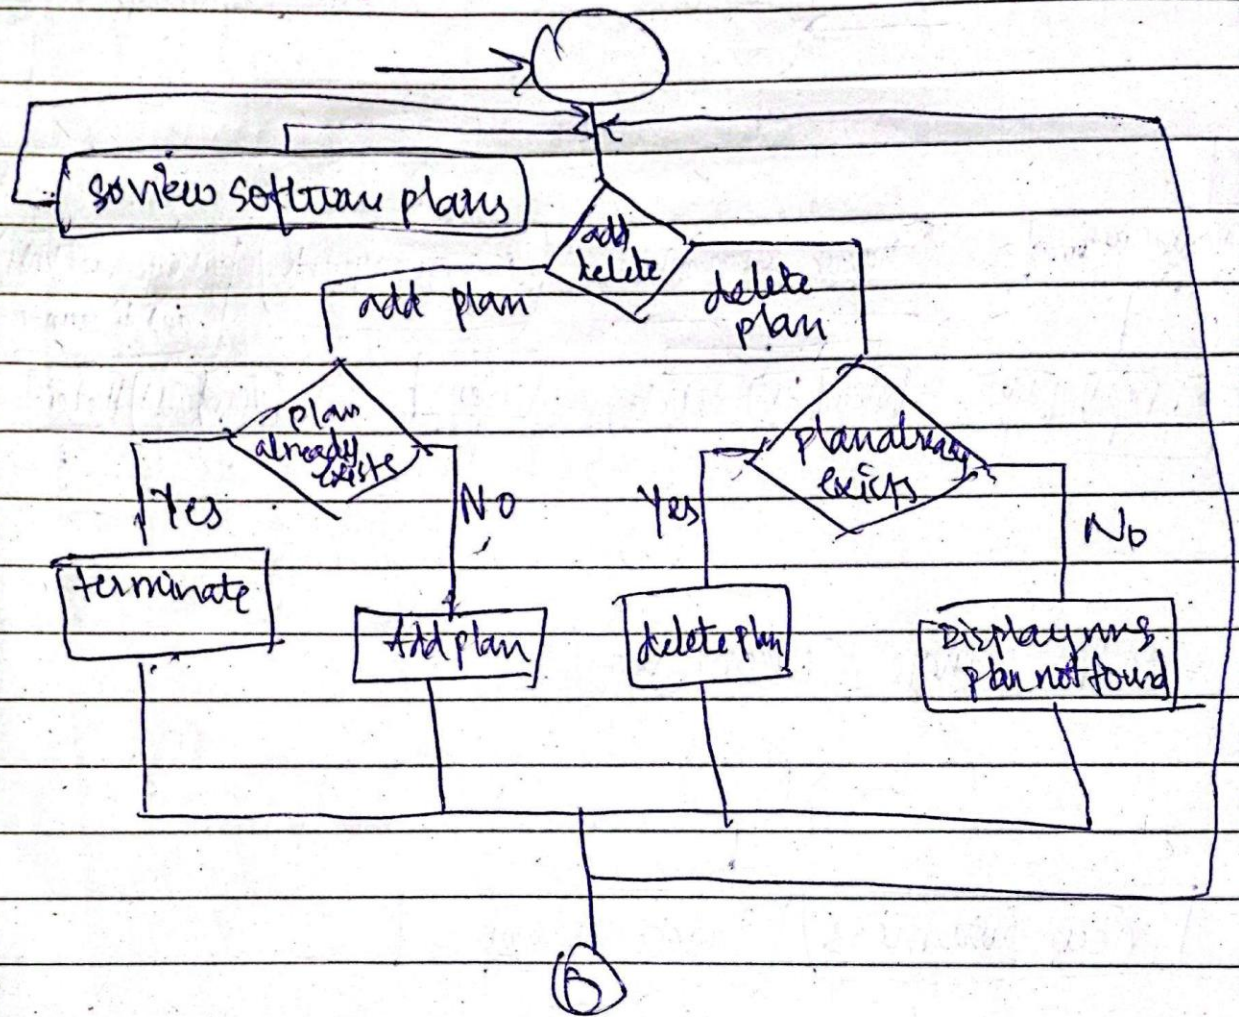 so view software plans
add
delete
add plan
delete
plan
plan
already
exists
plan already
exists
Yes
No
Yes
No
terminate
Add plan
delete plan
Display msg
plan not found